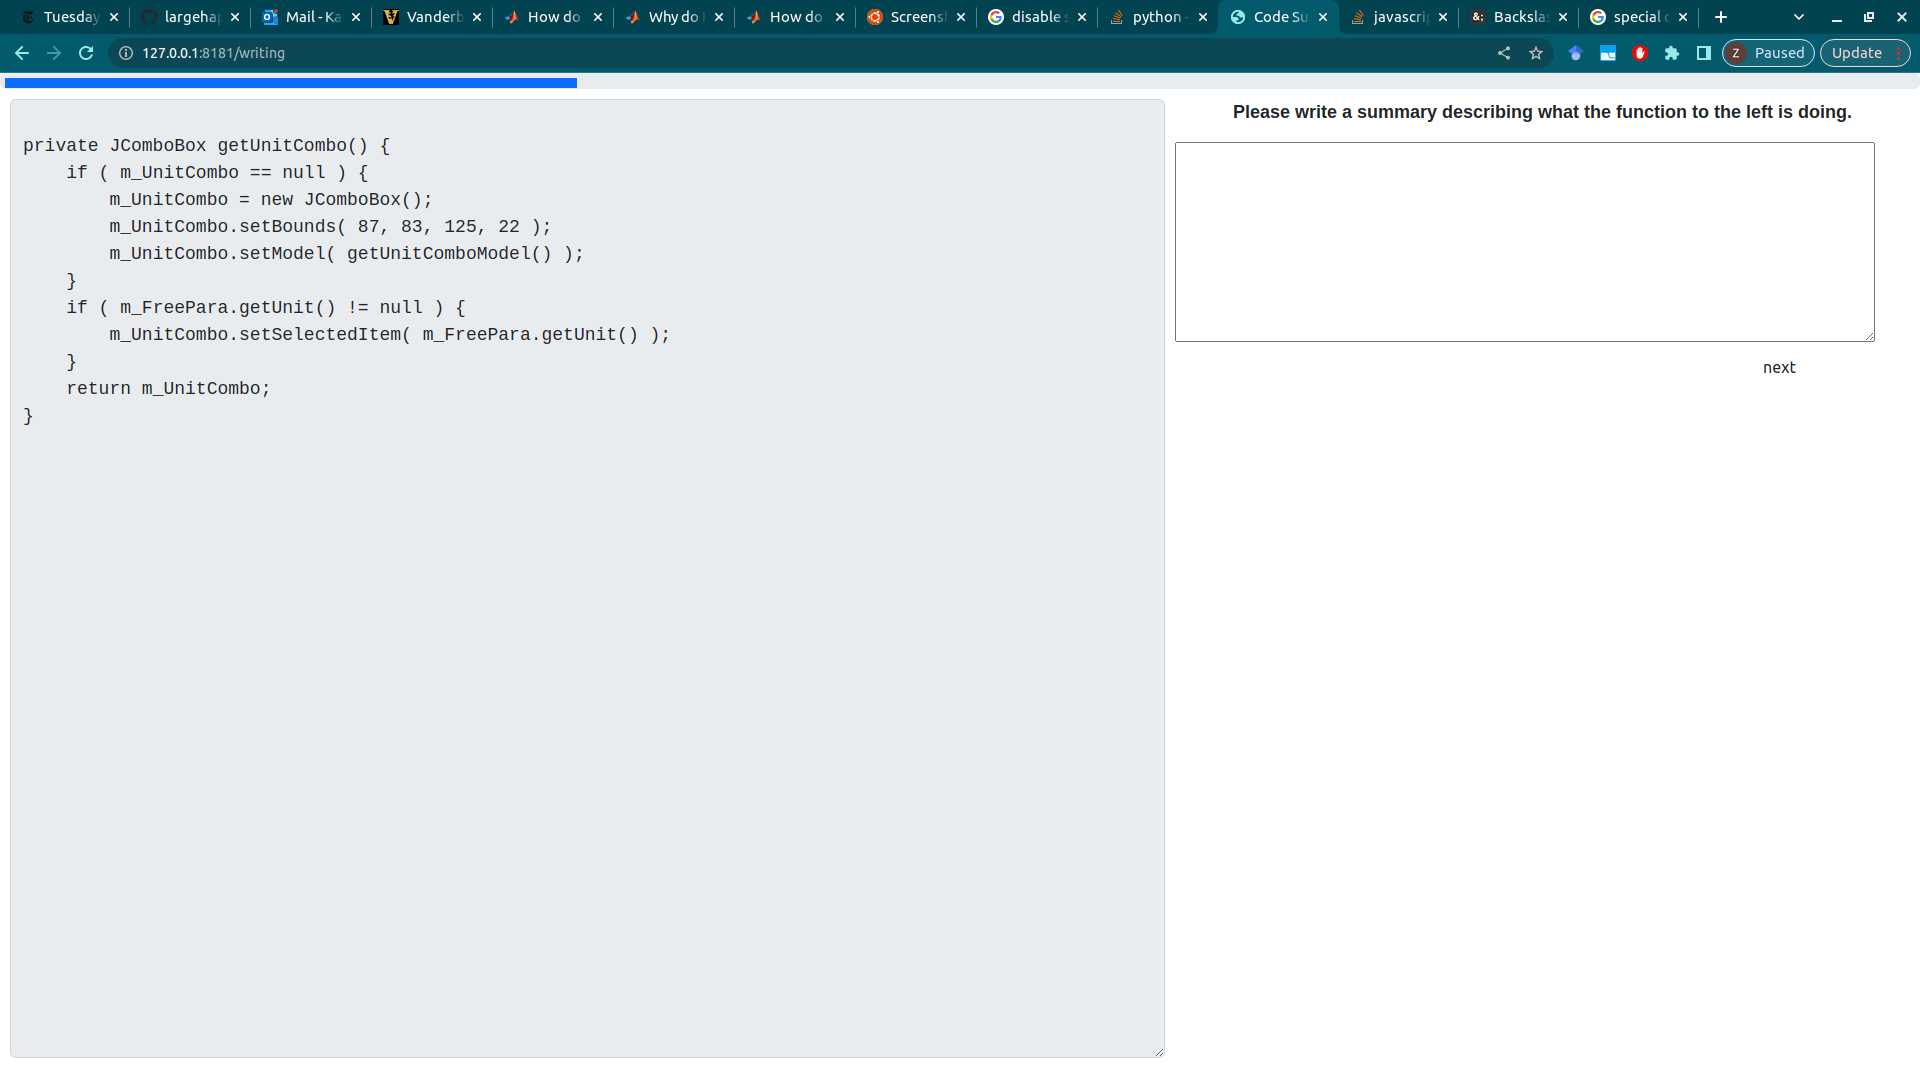 Tuesday
largehap
Mail - Ka
Vanderb
How do
Why do
How do
Screens
disable s
python -
Code Su
javascrip
Backsla
special c
127.0.0.1:8181/writing
Z Paused
Update
private JComboBox getUnitCombo() {
    if ( m_UnitCombo == null ) {
        m_UnitCombo = new JComboBox();
        m_UnitCombo.setBounds( 87, 83, 125, 22 );
        m_UnitCombo.setModel( getUnitComboModel() );
    }
    if ( m_FreePara.getUnit() != null ) {
        m_UnitCombo.setSelectedItem( m_FreePara.getUnit() );
    }
    return m_UnitCombo;
}
Please write a summary describing what the function to the left is doing.
next